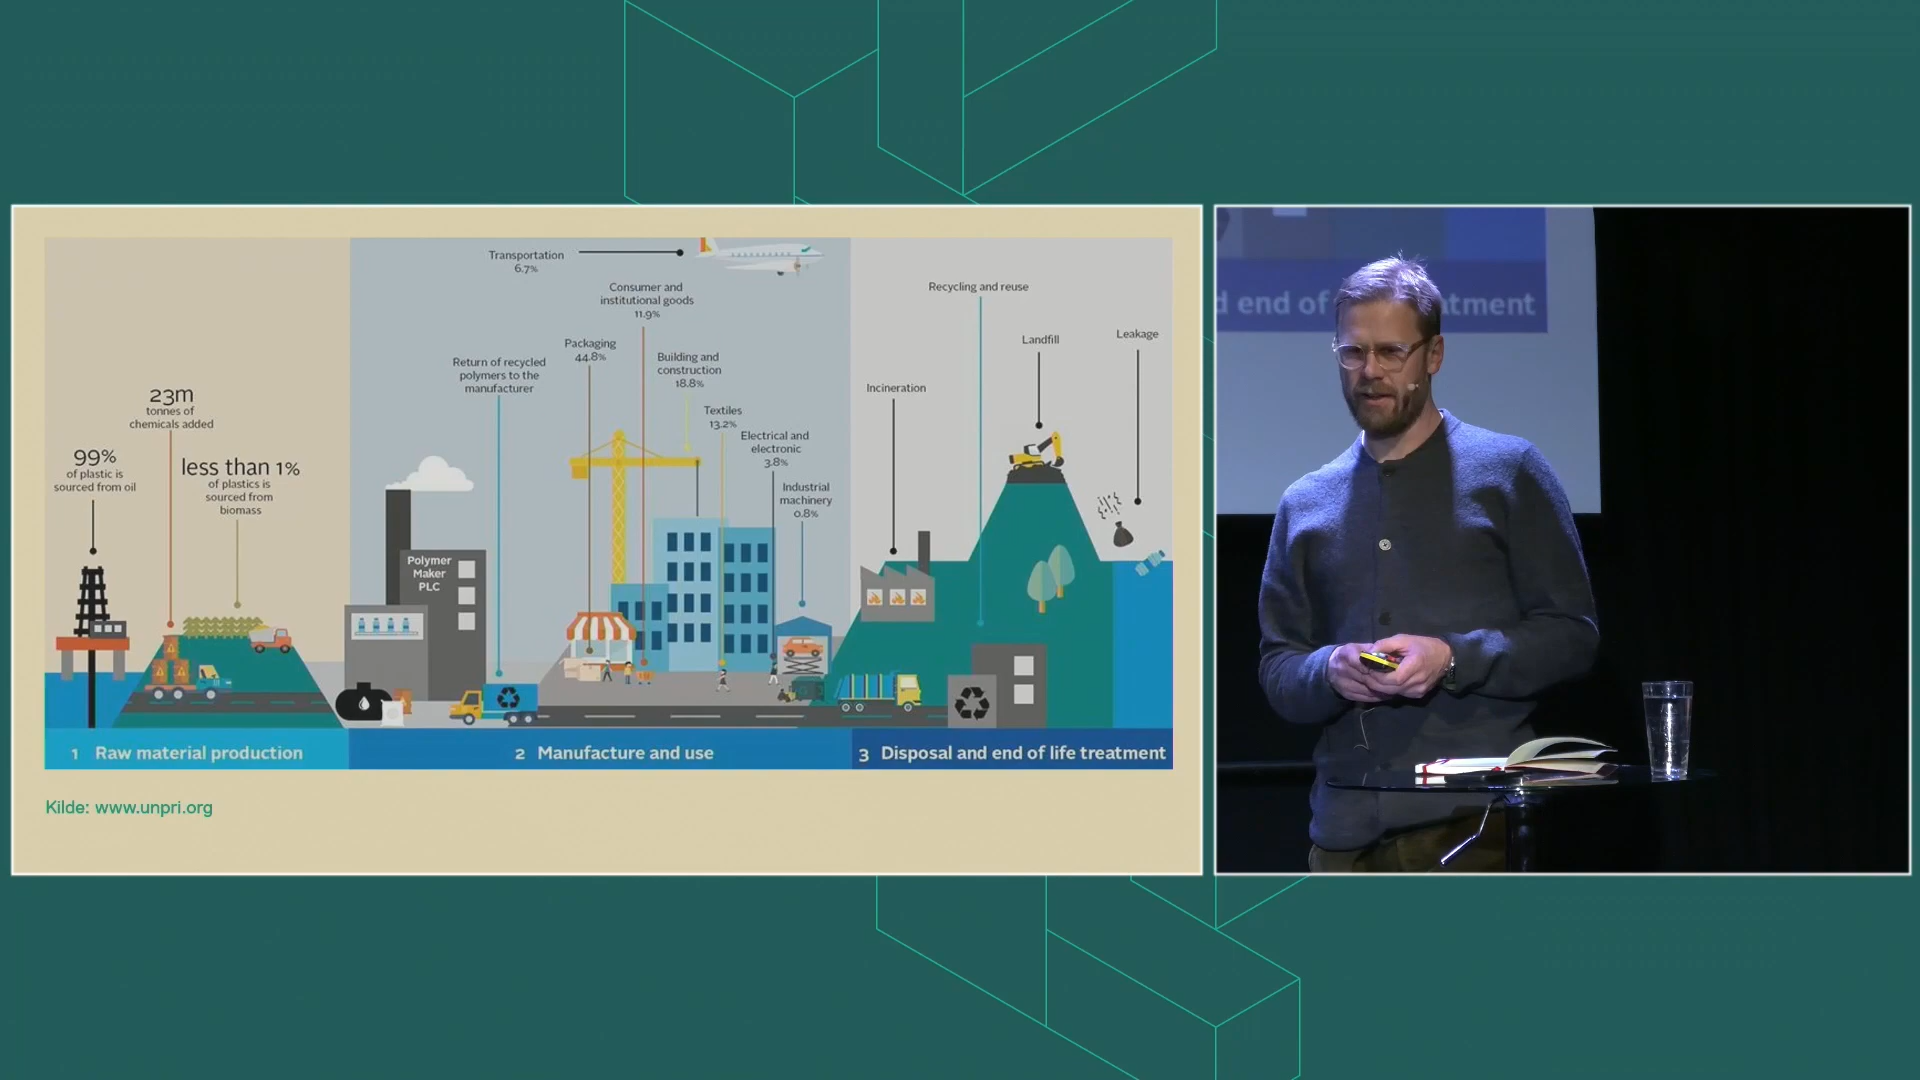 Transportation
6.7%
Consumer and
institutional goods
11.9%
Packaging
44.8%
Building and
construction
18.8%
Return of recycled
polymers to the
manufacturer
Textiles
13.2%
Electrical and
electronic
3.8%
Industrial
machinery
0.8%
23m
tonnes of
chemicals added
99%
of plastic is
sourced from oil
less than 1%
of plastics is
sourced from
biomass
Polymer
Maker
PLC
Recycling and reuse
Landfill
Leakage
Incineration
1 Raw material production
2 Manufacture and use
3 Disposal and end of life treatment
Kilde: www.unpri.org
d end of atment